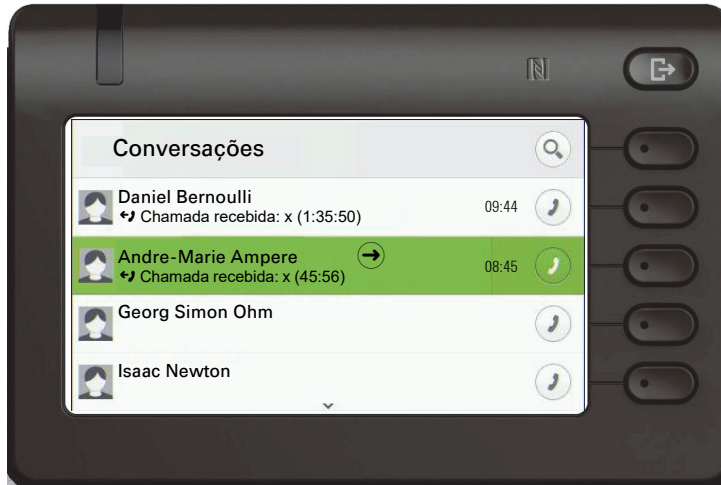 Conversações
Daniel Bernoulli
Chamada recebida: x (1:35:50)
09:44
Andre-Marie Ampere
Chamada recebida: x (45:56)
08:45
Georg Simon Ohm
Isaac Newton